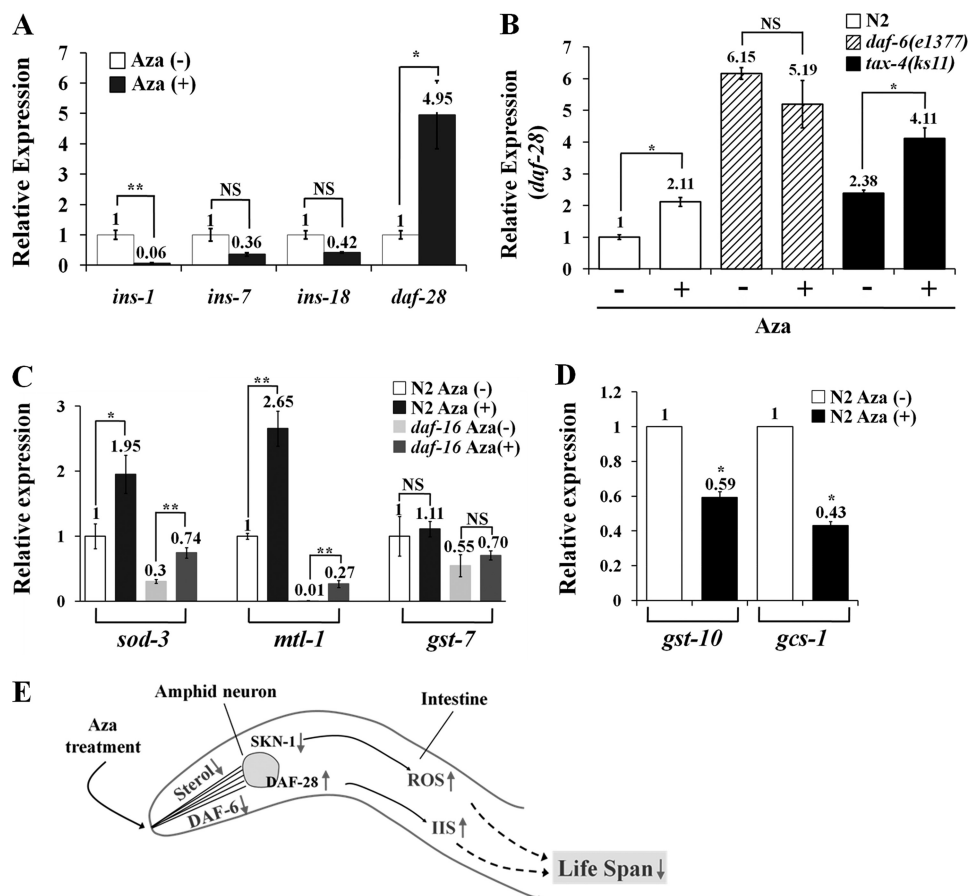 A
Relative Expression
7
6
5
4
3
2
1
0
Aza (-)
Aza (+)
**
1
0.06
NS
1
0.36
NS
1
0.42
*
1
4.95
ins-1
ins-7
ins-18
daf-28
B
Relative Expression
(daf-28)
7
6
5
4
3
2
1
0
N2
daf-6(e1377)
tax-4(ks11)
*
1
2.11
NS
6.15
5.19
*
2.38
4.11
- + - + - +
Aza
C
Relative expression
3
2
1
0
N2 Aza (-)
N2 Aza (+)
daf-16 Aza(-)
daf-16 Aza(+)
*
1
1.95
**
0.3
0.74
**
1
2.65
**
0.01
0.27
NS
1
1.11
NS
0.55
0.70
sod-3
mtl-1
gst-7
D
Relative expression
1.2
1
0.8
0.6
0.4
0.2
0
N2 Aza (-)
N2 Aza (+)
1
*
0.59
1
*
0.43
gst-10
gcs-1
E
Amphid neuron
Intestine
Aza
treatment
SKN-1↓
Sterol↓
DAF-28↑
DAF-6↓
ROS↑
IIS↑
Life Span↓